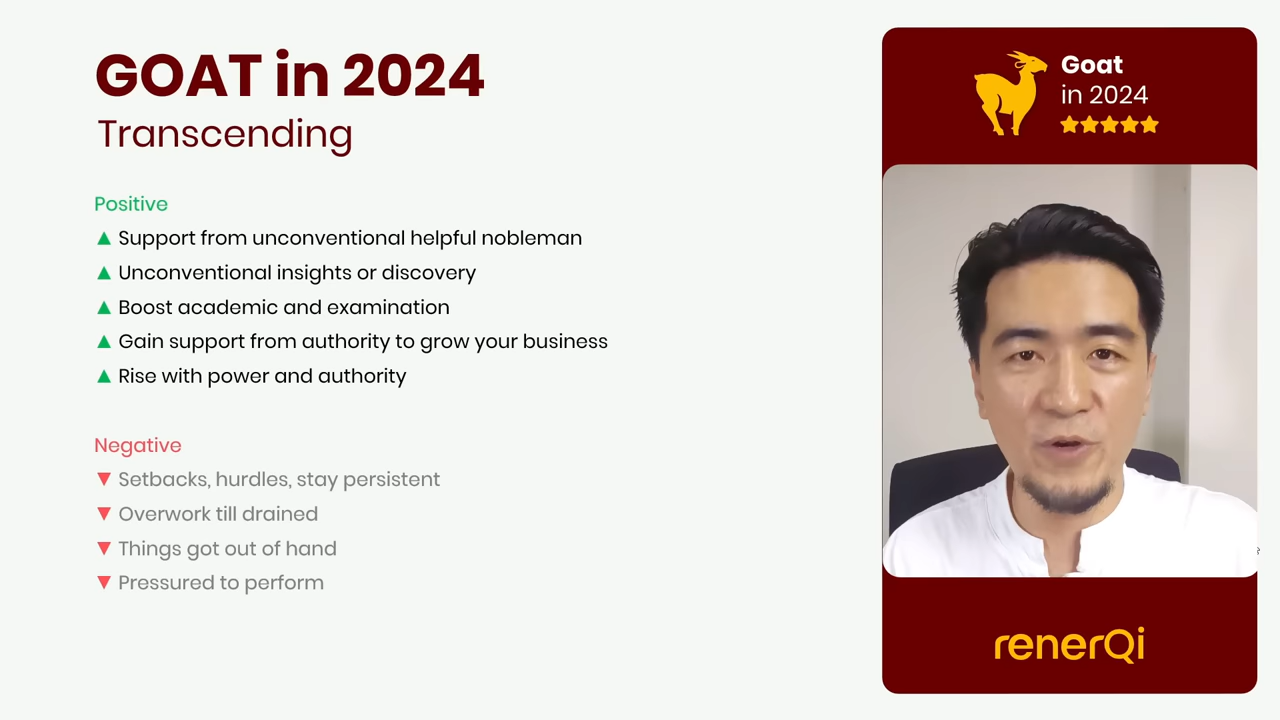 GOAT in 2024
Transcending
Positive
▲ Support from unconventional helpful nobleman
▲ Unconventional insights or discovery
▲ Boost academic and examination
▲ Gain support from authority to grow your business
▲ Rise with power and authority
Negative
▼ Setbacks, hurdles, stay persistent
▼ Overwork till drained
▼ Things got out of hand
▼ Pressured to perform
Goat
in 2024
renerQi